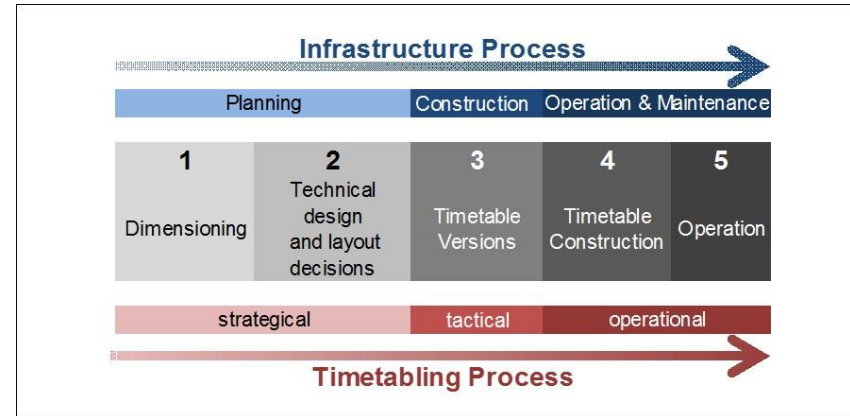 Infrastructure Process
Planning
Construction
Operation & Maintenance
1
Dimensioning
2
Technical
design
and layout
decisions
3
Timetable
Versions
4
Timetable
Construction
5
Operation
strategical
tactical
operational
Timetabling Process